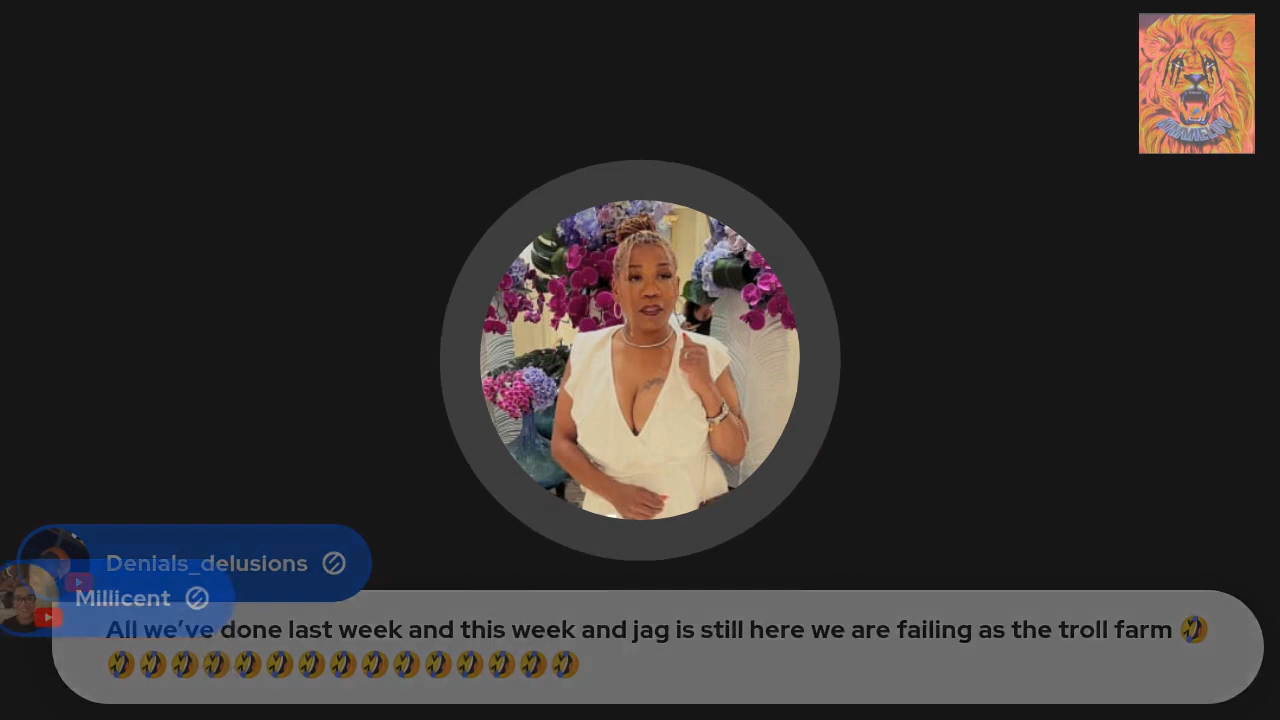 Denials_delusions
Millicent
All we’ve done last week and this week and jag is still here we are failing as the troll farm 🤣
🤣🤣🤣🤣🤣🤣🤣🤣🤣🤣🤣🤣🤣🤣🤣